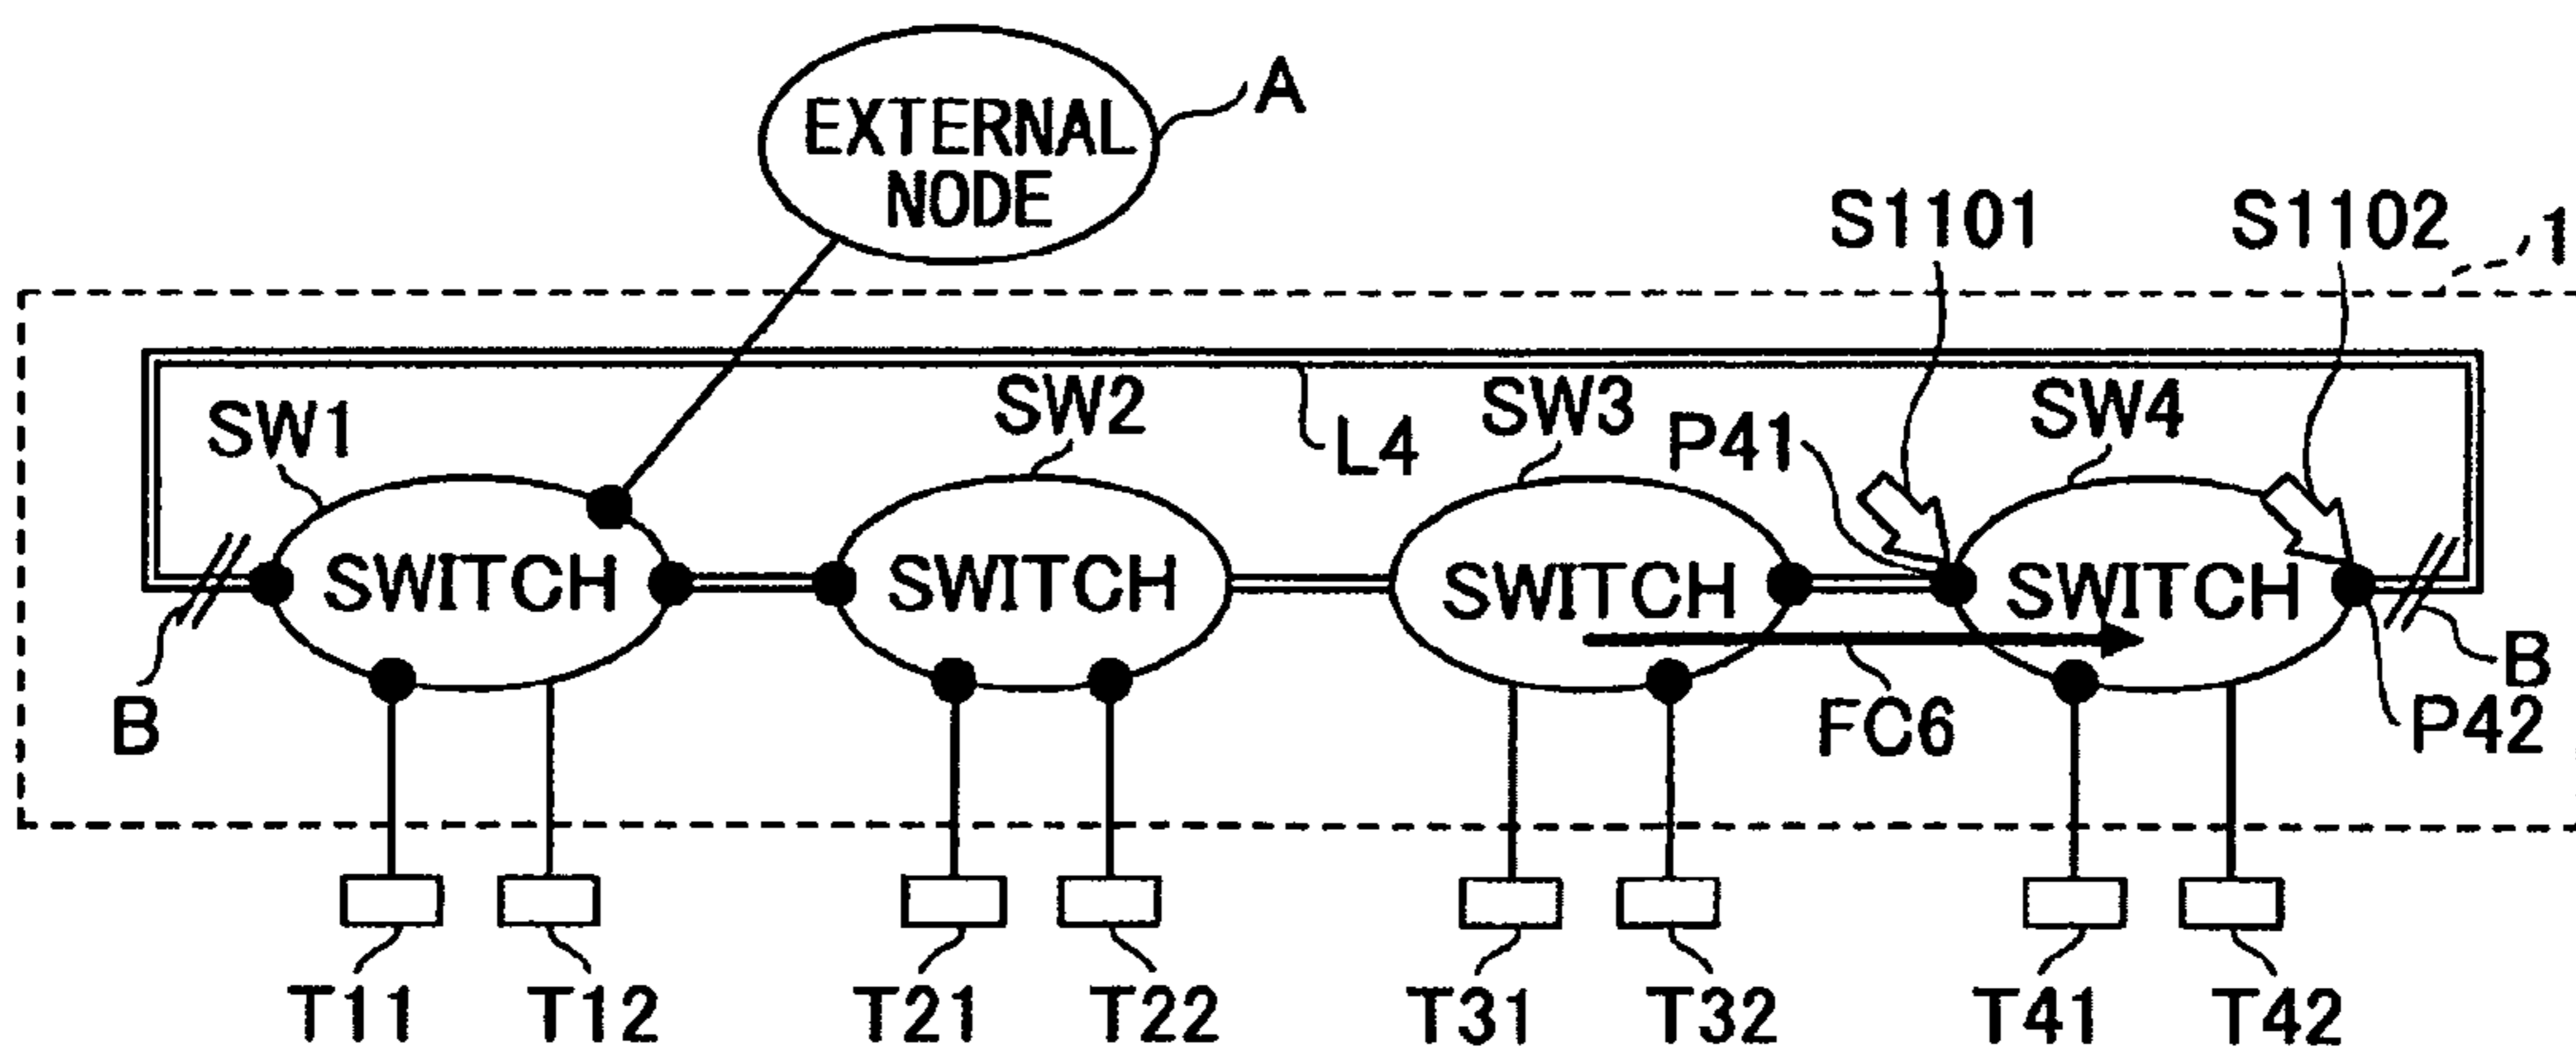 EXTERNAL
NODE
A
S1101
S1102
1
SW1
SW2
L4
SW3
P41
SW4
SWITCH
SWITCH
SWITCH
SWITCH
B
FC6
B
P42
T11
T12
T21
T22
T31
T32
T41
T42